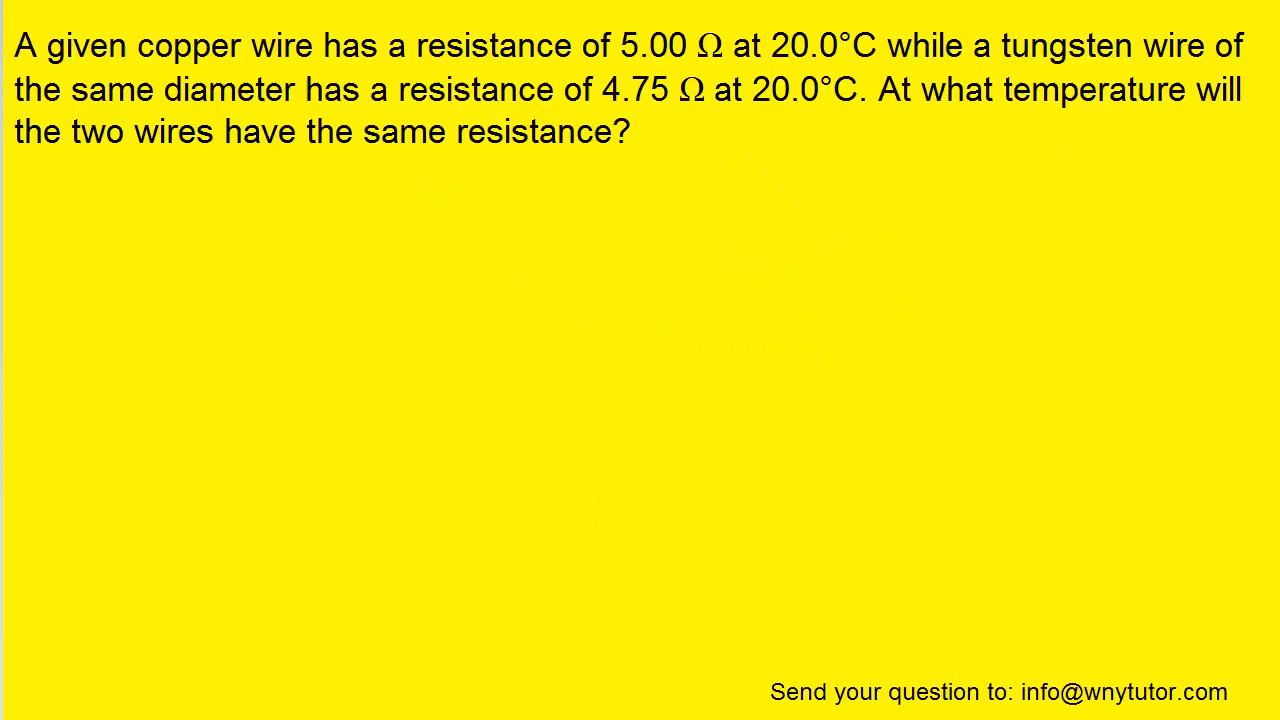 A given copper wire has a resistance of 5.00 Ω at 20.0°C while a tungsten wire of
the same diameter has a resistance of 4.75 Ω at 20.0°C. At what temperature will
the two wires have the same resistance?
Send your question to: info@wnytutor.com